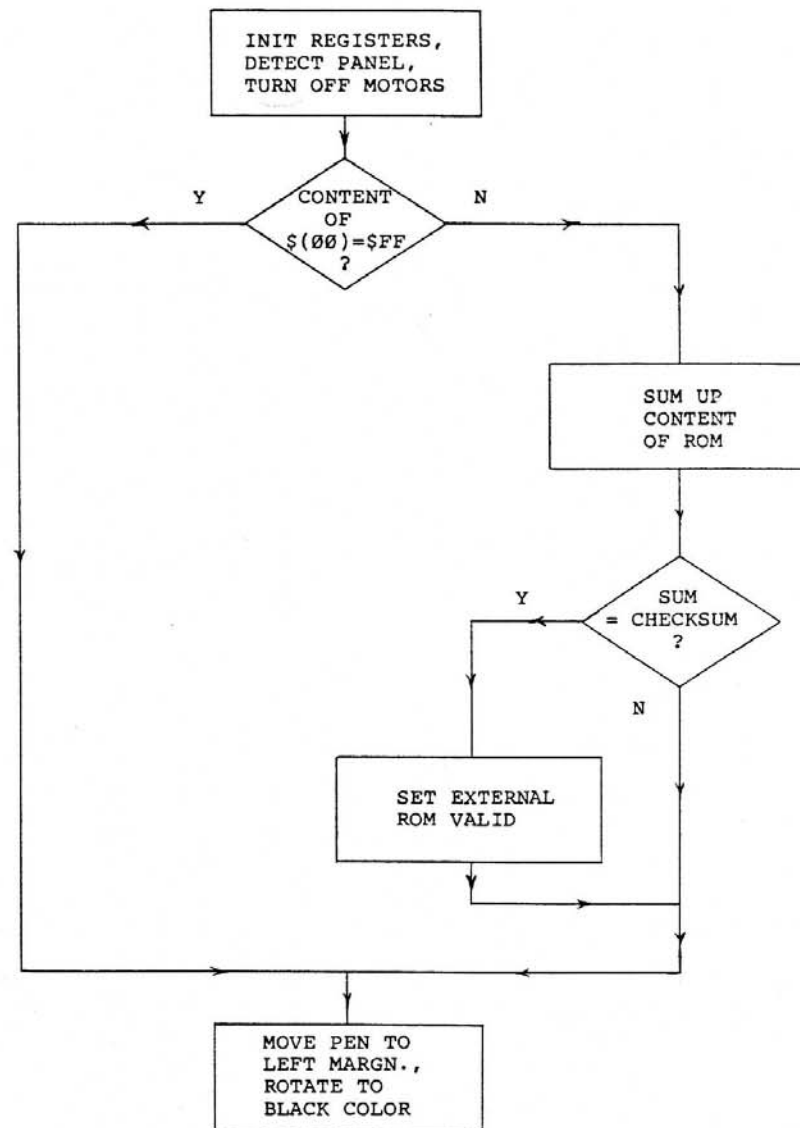 INIT REGISTERS,
DETECT PANEL,
TURN OFF MOTORS
Y
CONTENT
OF
$(ØØ)=$FF
?
N
SUM UP
CONTENT
OF ROM
Y
SUM
= CHECKSUM
?
N
SET EXTERNAL
ROM VALID
MOVE PEN TO
LEFT MARGN.,
ROTATE TO
BLACK COLOR